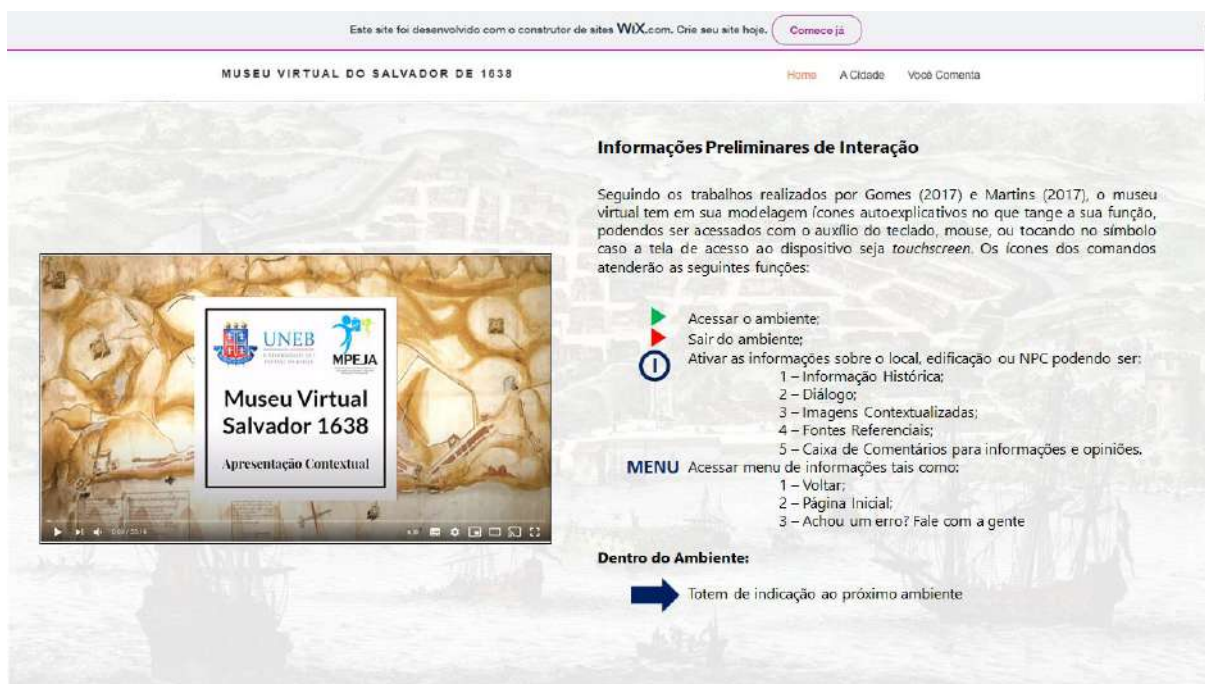 Este site foi desenvolvido com o construtor de sites WiX.com. Crie seu site hoje. Comece já
MUSEU VIRTUAL DO SALVADOR DE 1638
Home A Cidade Você Comenta
UNEB
MPEJA
Museu Virtual
Salvador 1638
Apresentação Contextual
Informações Preliminares de Interação
Seguindo os trabalhos realizados por Gomes (2017) e Martins (2017), o museu
virtual tem em sua modelagem ícones autoexplicativos no que tange a sua função,
podendos ser acessados com o auxílio do teclado, mouse, ou tocando no símbolo
caso a tela de acesso ao dispositivo seja touchscreen. Os ícones dos comandos
atenderão as seguintes funções:
Acessar o ambiente;
Sair do ambiente;
I Ativar as informações sobre o local, edificação ou NPC podendo ser:
1 – Informação Histórica;
2 – Diálogo;
3 – Imagens Contextualizadas;
4 – Fontes Referenciais;
5 – Caixa de Comentários para informações e opiniões.
MENU Acessar menu de informações tais como:
1 – Voltar;
2 – Página Inicial;
3 – Achou um erro? Fale com a gente
Dentro do Ambiente:
Totem de indicação ao próximo ambiente